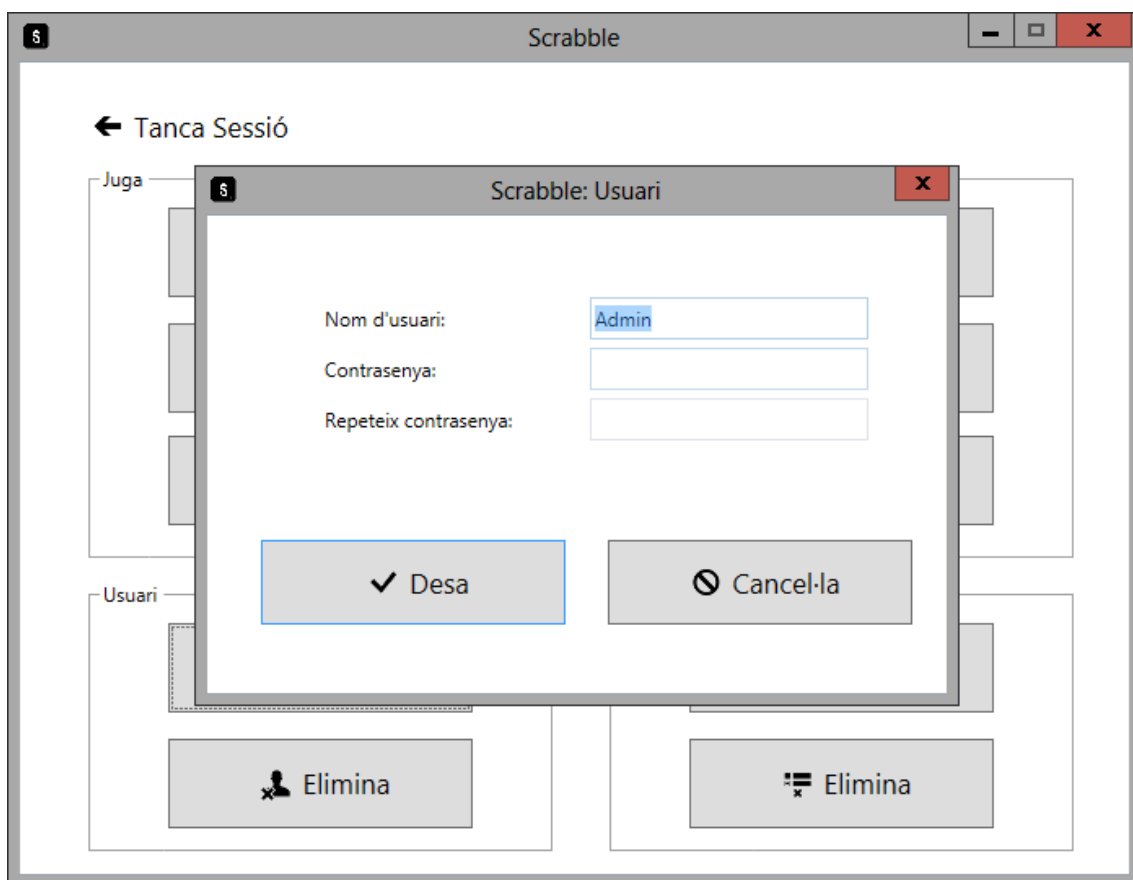 Scrabble
Tanca Sessió
Juga
Scrabble: Usuari
Nom d'usuari:
Admin
Contrasenya:
Repeteix contrasenya:
Desa
Cancel·la
Usuari
Elimina
Elimina